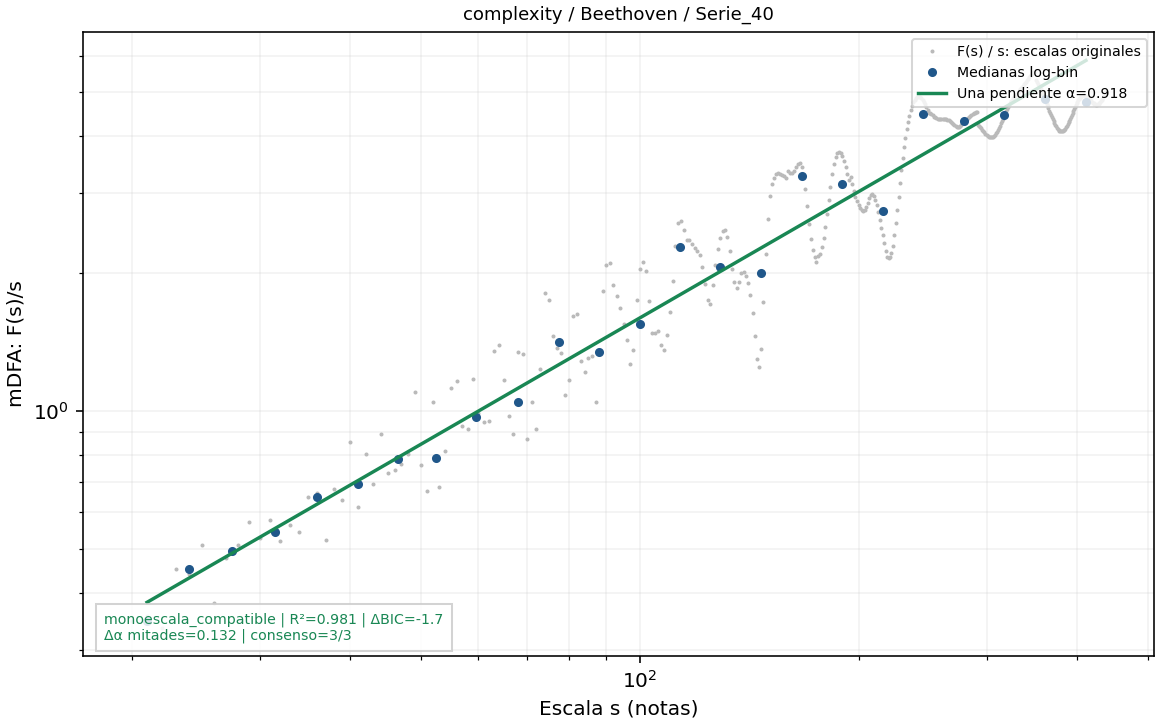 complexity / Beethoven / Serie_40
F(s) / s: escalas originales
Medianas log-bin
Una pendiente α=0.918
mDFA: F(s)/s
10⁰
monoescala_compatible | R²=0.981 | ΔBIC=-1.7
Δα mitades=0.132 | consenso=3/3
10²
Escala s (notas)